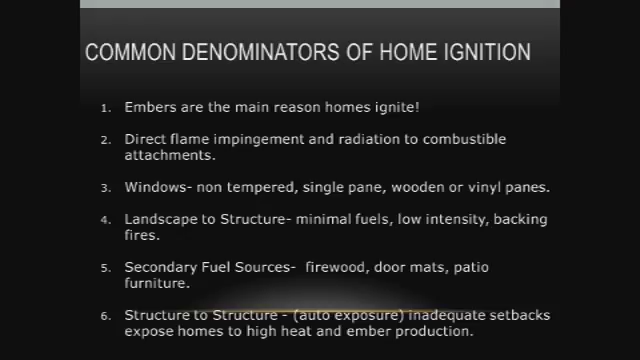 COMMON DENOMINATORS OF HOME IGNITION
1. Embers are the main reason homes ignite!
2. Direct flame impingement and radiation to combustible
attachments.
3. Windows- non tempered, single pane, wooden or vinyl panes.
4. Landscape to Structure- minimal fuels, low intensity, backing
fires.
5. Secondary Fuel Sources- firewood, door mats, patio
furniture.
6. Structure to Structure - (auto exposure) inadequate setbacks
expose homes to high heat and ember production.